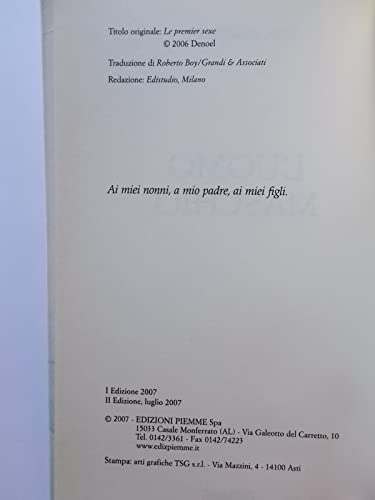 Titolo originale: Le premier sexe
© 2006 Denoel
Traduzione di Roberto Boy/Grandi & Associati
Redazione: Edistudio, Milano
L'UOMO
MASCHIO
Ai miei nonni, a mio padre, ai miei figli.
I Edizione 2007
II Edizione, luglio 2007
© 2007 - EDIZIONI PIEMME Spa
15033 Casale Monferrato (AL) - Via Galeotto del Carretto, 10
Tel. 0142/3361 - Fax 0142/74223
www.edizpiemme.it
Stampa: arti grafiche TSG s.r.l. - Via Mazzini, 4 - 14100 Asti